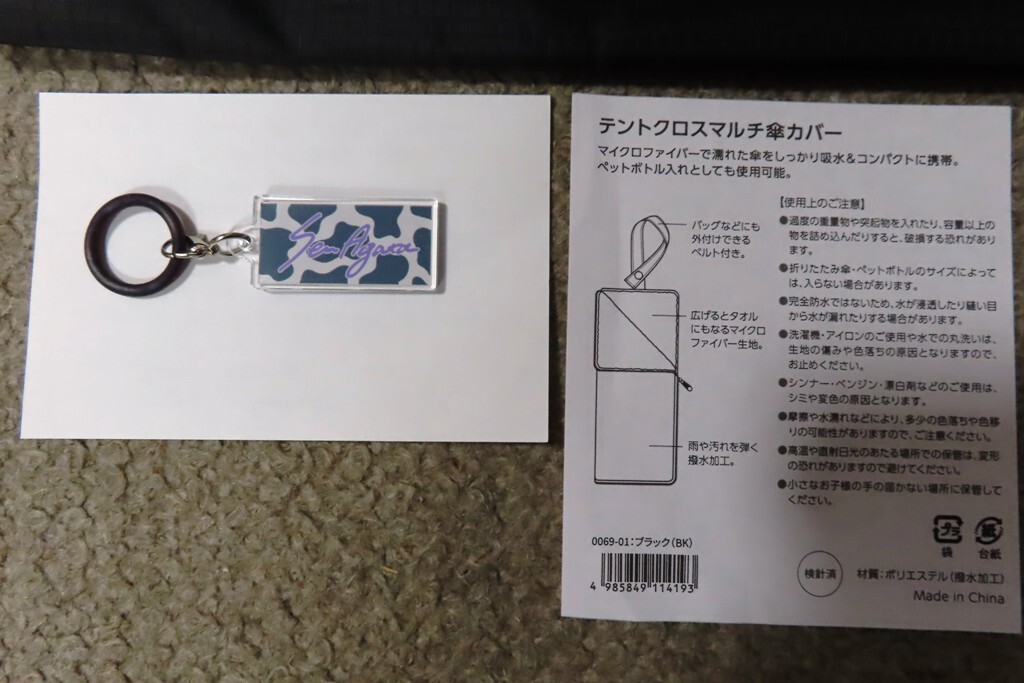 Sen Agawa
テントクロスマルチ傘カバー
マイクロファイバーで濡れた傘をしっかり吸水&コンパクトに携帯。
ペットボトル入れとしても使用可能。
バッグなどにも
外付けできる
ベルト付き。
広げるとタオル
にもなるマイクロ
ファイバー生地。
雨や汚れを弾く
撥水加工。
【使用上のご注意】
●過度の重量物や突起物を入れたり、容量以上の
物を詰め込んだりすると、破損する恐れがあり
ます。
●折りたたみ傘・ペットボトルのサイズによって
は、入らない場合があります。
●完全防水ではないため、水が浸透したり縫い目
から水が漏れたりする場合があります。
●洗濯機・アイロンのご使用や水での丸洗いは、
生地の傷みや色落ちの原因となりますので、
お止めください。
●シンナー・ベンジン・漂白剤などのご使用は、
シミや変色の原因となります。
●摩擦や水濡れなどにより、多少の色落ちや色移
りの可能性がありますので、ご注意ください。
●高温や直射日光のあたる場所での保管は、変形
の恐れがありますので避けてください。
●小さなお子様の手の届かない場所に保管して
ください。
プラ
袋
紙
台紙
0069-01:ブラック(BK)
4 985849 114193
検針済
材質:ポリエステル(撥水加工)
Made in China